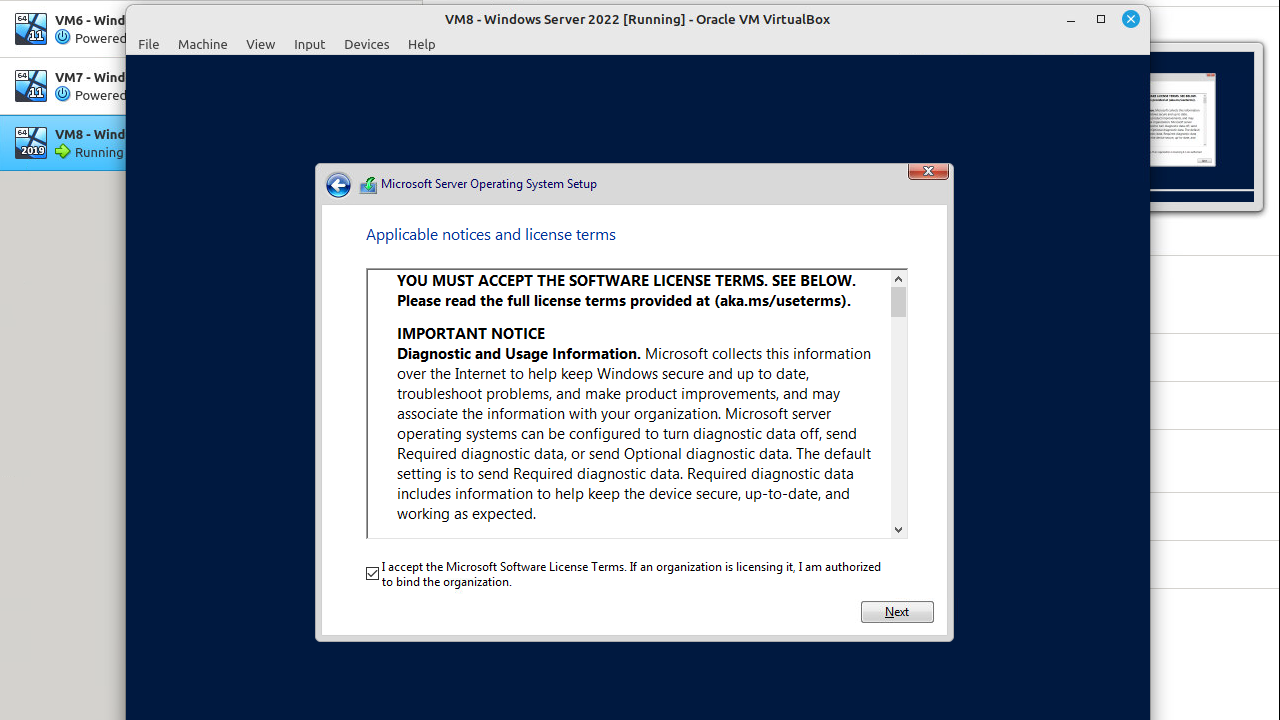 VM8 - Windows Server 2022 [Running] - Oracle VM VirtualBox
File Machine View Input Devices Help
64
11
VM6 - Wind
Powered
64
11
VM7 - Wind
Powered
64
2019
VM8 - Wind
Running
Microsoft Server Operating System Setup
Applicable notices and license terms
YOU MUST ACCEPT THE SOFTWARE LICENSE TERMS. SEE BELOW.
Please read the full license terms provided at (aka.ms/useterms).
IMPORTANT NOTICE
Diagnostic and Usage Information. Microsoft collects this information
over the Internet to help keep Windows secure and up to date,
troubleshoot problems, and make product improvements, and may
associate the information with your organization. Microsoft server
operating systems can be configured to turn diagnostic data off, send
Required diagnostic data, or send Optional diagnostic data. The default
setting is to send Required diagnostic data. Required diagnostic data
includes information to help keep the device secure, up-to-date, and
working as expected.
I accept the Microsoft Software License Terms. If an organization is licensing it, I am authorized
to bind the organization.
Next